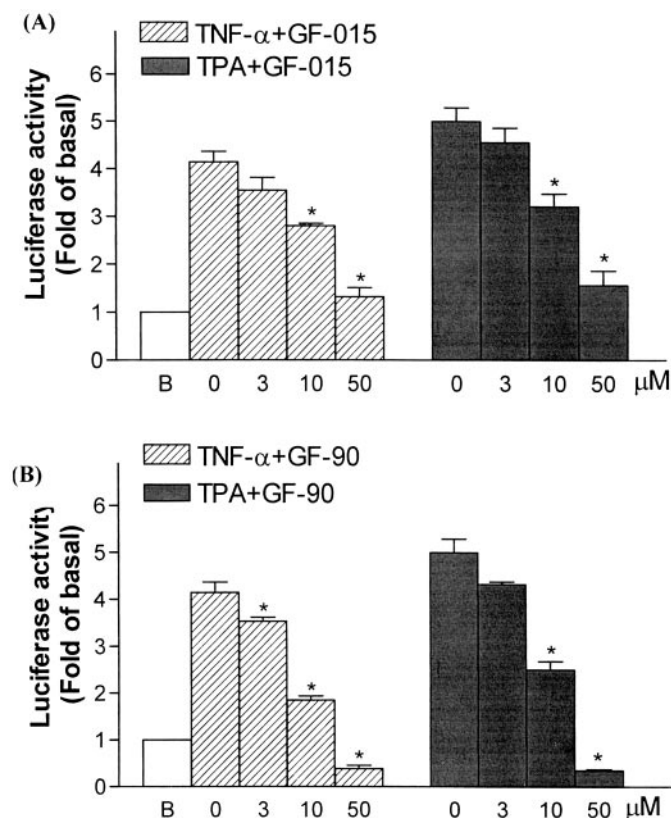 (A)
TNF-α+GF-015
TPA+GF-015
Luciferase activity
(Fold of basal)
6
5
4
3
2
1
0
*
*
*
*
B 0 3 10 50 0 3 10 50 μM
(B)
TNF-α+GF-90
TPA+GF-90
Luciferase activity
(Fold of basal)
6
5
4
3
2
1
0
*
*
*
*
*
B 0 3 10 50 0 3 10 50 μM